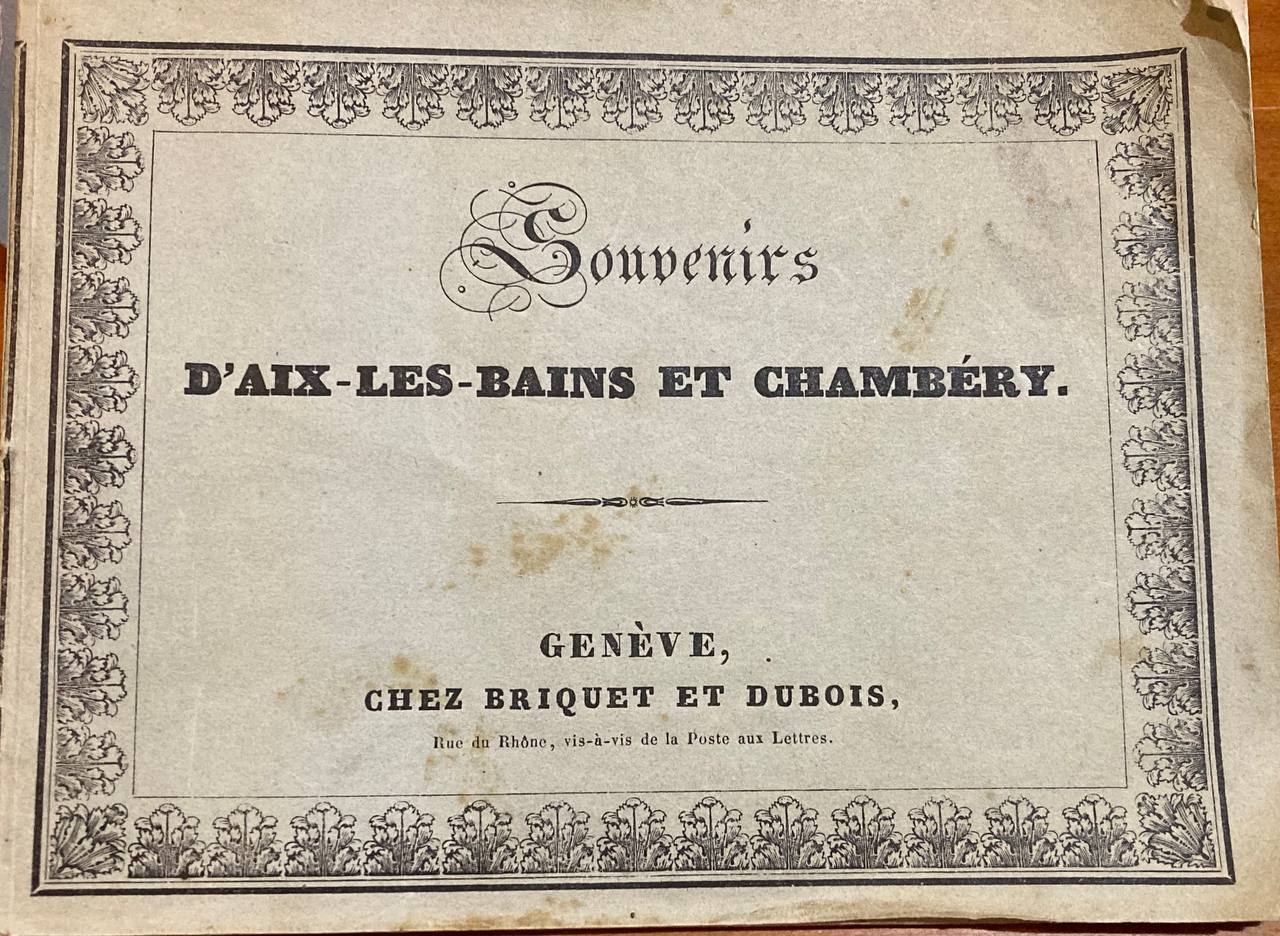 Souvenirs
D'AIX-LES-BAINS ET CHAMBÉRY.
GENÈVE,
CHEZ BRIQUET ET DUBOIS,
Rue du Rhône, vis-à-vis de la Poste aux Lettres.